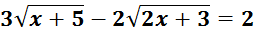 3√(x + 5) − 2√(2x + 3) = 2